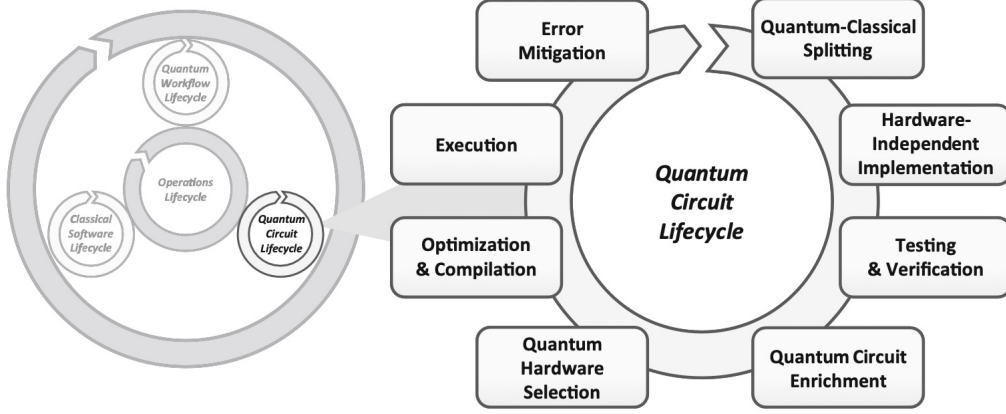 Quantum
Workflow
Lifecycle
Operations
Lifecycle
Classical
Software
Lifecycle
Quantum
Circuit
Lifecycle
Quantum
Circuit
Lifecycle
Quantum-Classical
Splitting
Hardware-
Independent
Implementation
Testing
& Verification
Quantum Circuit
Enrichment
Quantum
Hardware
Selection
Optimization
& Compilation
Execution
Error
Mitigation